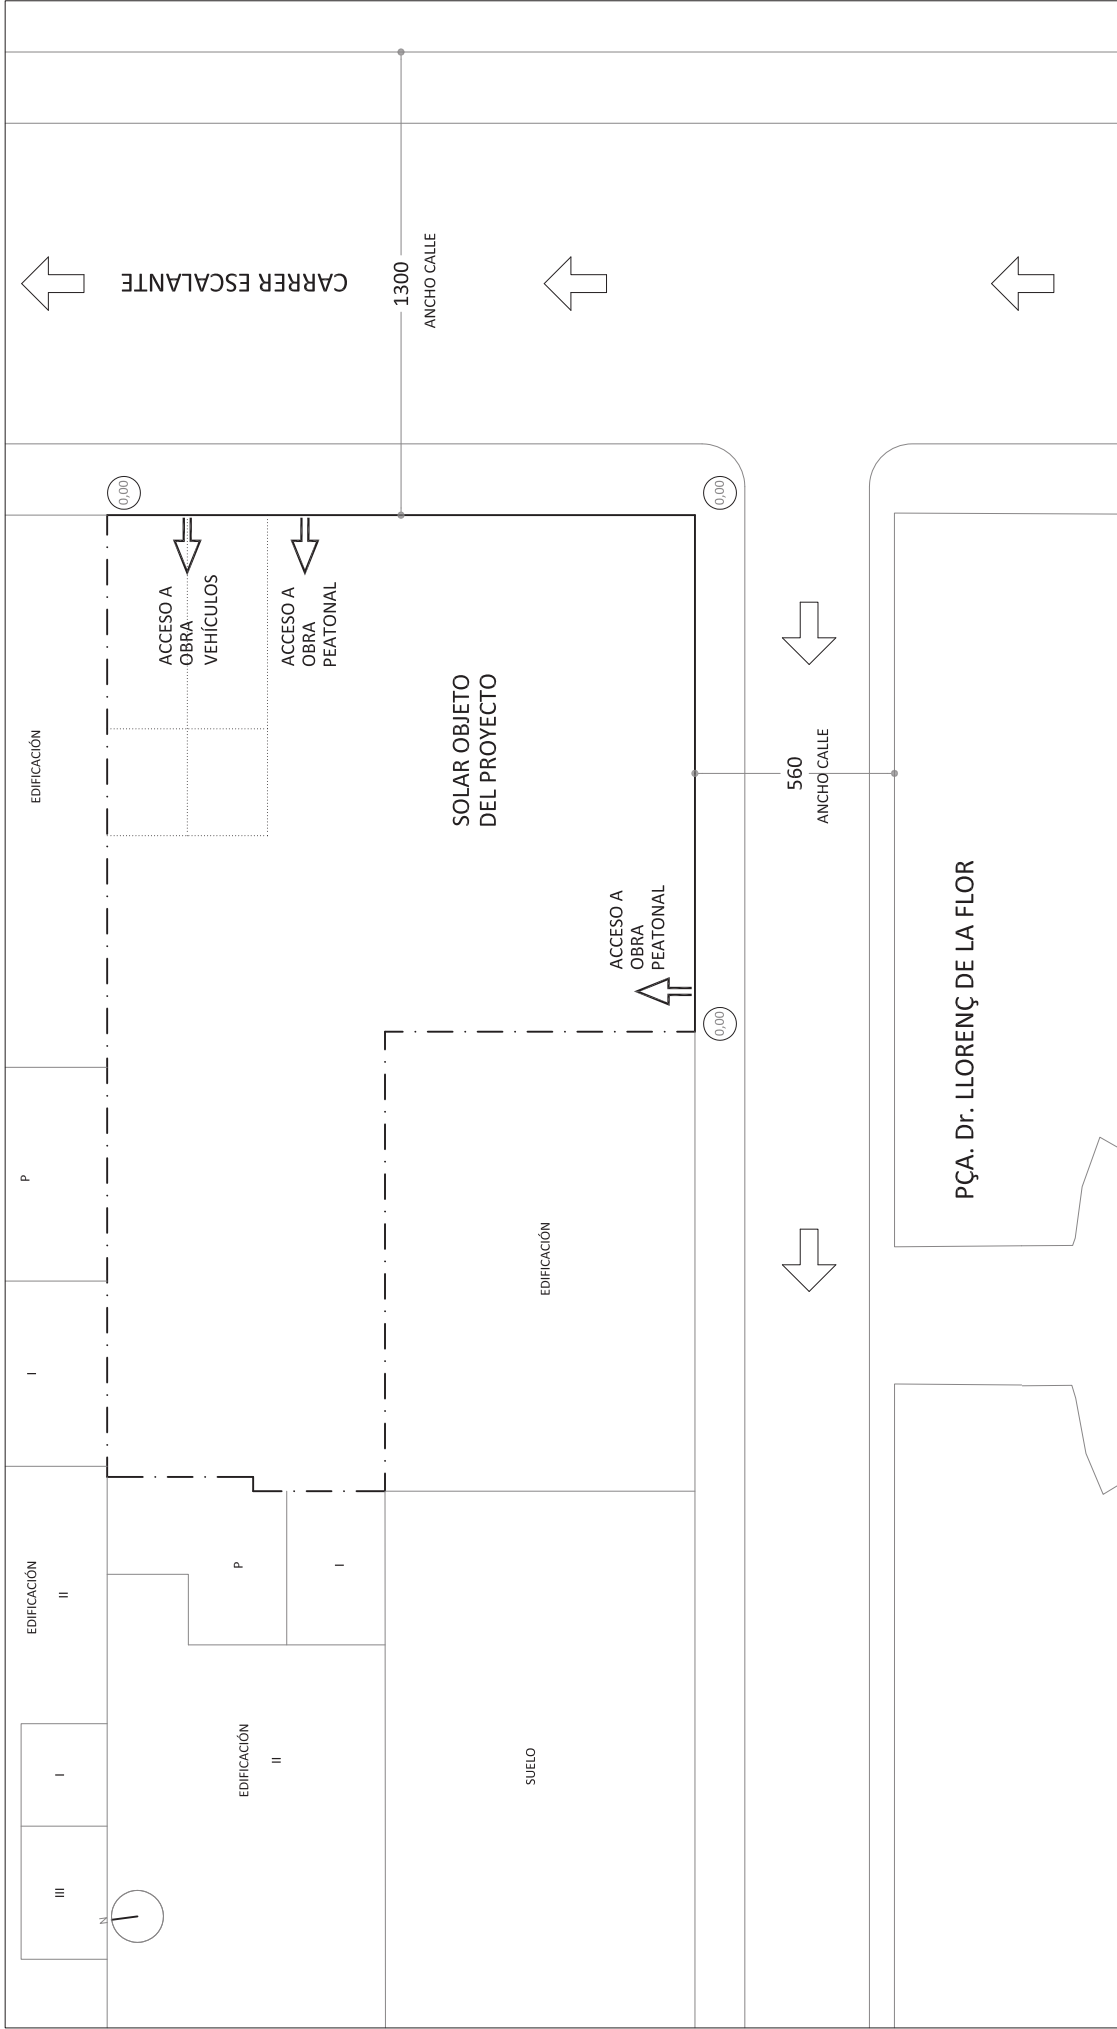 CARRER ESCALANTE
1300
ANCHO CALLE
0,00
0,00
ACCESO A
OBRA
VEHÍCULOS
ACCESO A
OBRA
PEATONAL
EDIFICACIÓN
SOLAR OBJETO
DEL PROYECTO
560
ANCHO CALLE
ACCESO A
OBRA
PEATONAL
0,00
PÇA. Dr. LLORENÇ DE LA FLOR
P
EDIFICACIÓN
I
EDIFICACIÓN
II
P
I
EDIFICACIÓN
II
SUELO
I
III
N